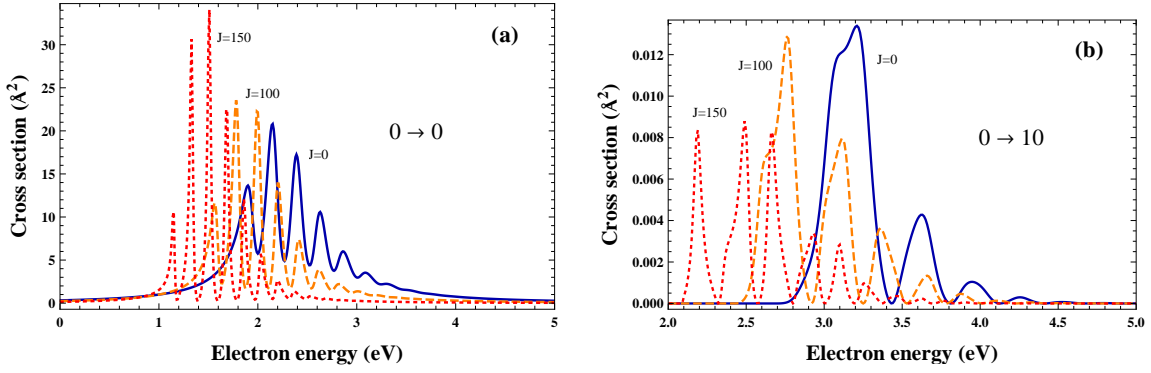 (a)
J=150
J=100
J=0
0 → 0
Cross section (Å²)
30
25
20
15
10
5
0
0 1 2 3 4 5
Electron energy (eV)
(b)
J=100
J=0
J=150
0 → 10
Cross section (Å²)
0.012
0.010
0.008
0.006
0.004
0.002
0.000
2.0 2.5 3.0 3.5 4.0 4.5 5.0
Electron energy (eV)